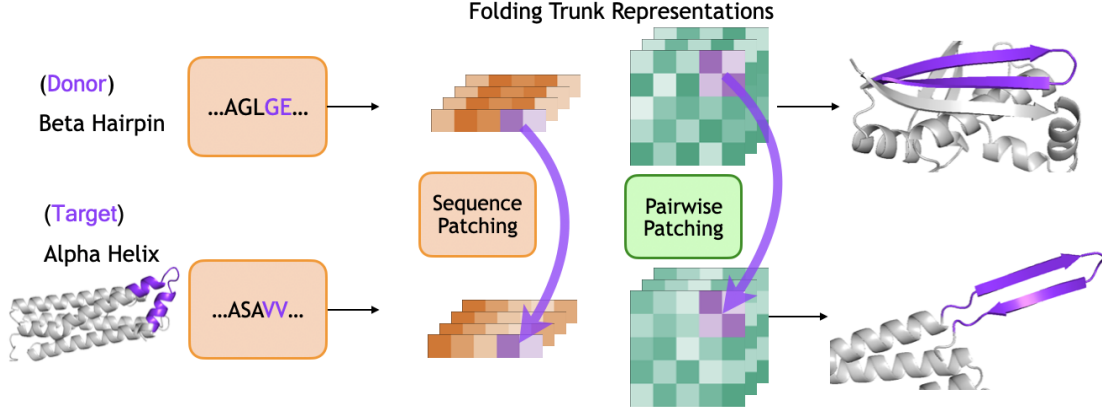 Folding Trunk Representations
(Donor)
Beta Hairpin
...AGLGE...
Sequence
Patching
Pairwise
Patching
(Target)
Alpha Helix
...ASAVV...